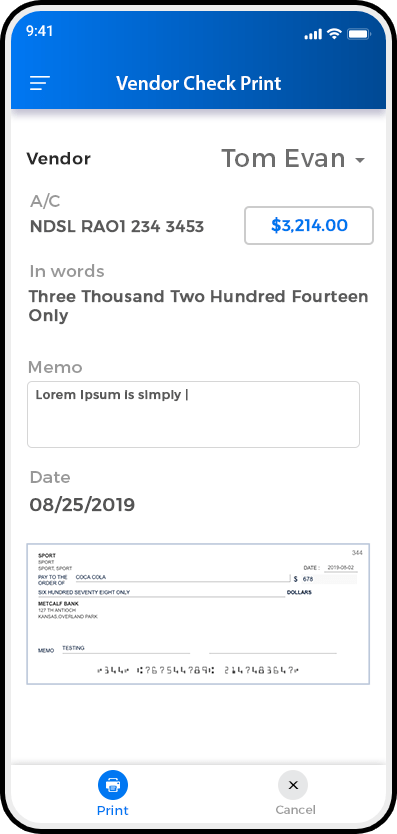 9:41
Vendor Check Print
Vendor
Tom Evan
A/C
NDSL RAO1 234 3453
$3,214.00
In words
Three Thousand Two Hundred Fourteen
Only
Memo
Lorem Ipsum is simply |
Date
08/25/2019
344
SPORT
SPORT
SPORT, SPORT
DATE : 2019-08-02
PAY TO THE
ORDER OF COCA COLA $ 678
SIX HUNDRED SEVENTY EIGHT ONLY DOLLARS
METCALF BANK
127 TH ANTIOCH
KANSAS,OVERLAND PARK
MEMO TESTING
⑈344⑈ ⑆767544789⑆ 2147483647⑈
Print
Cancel